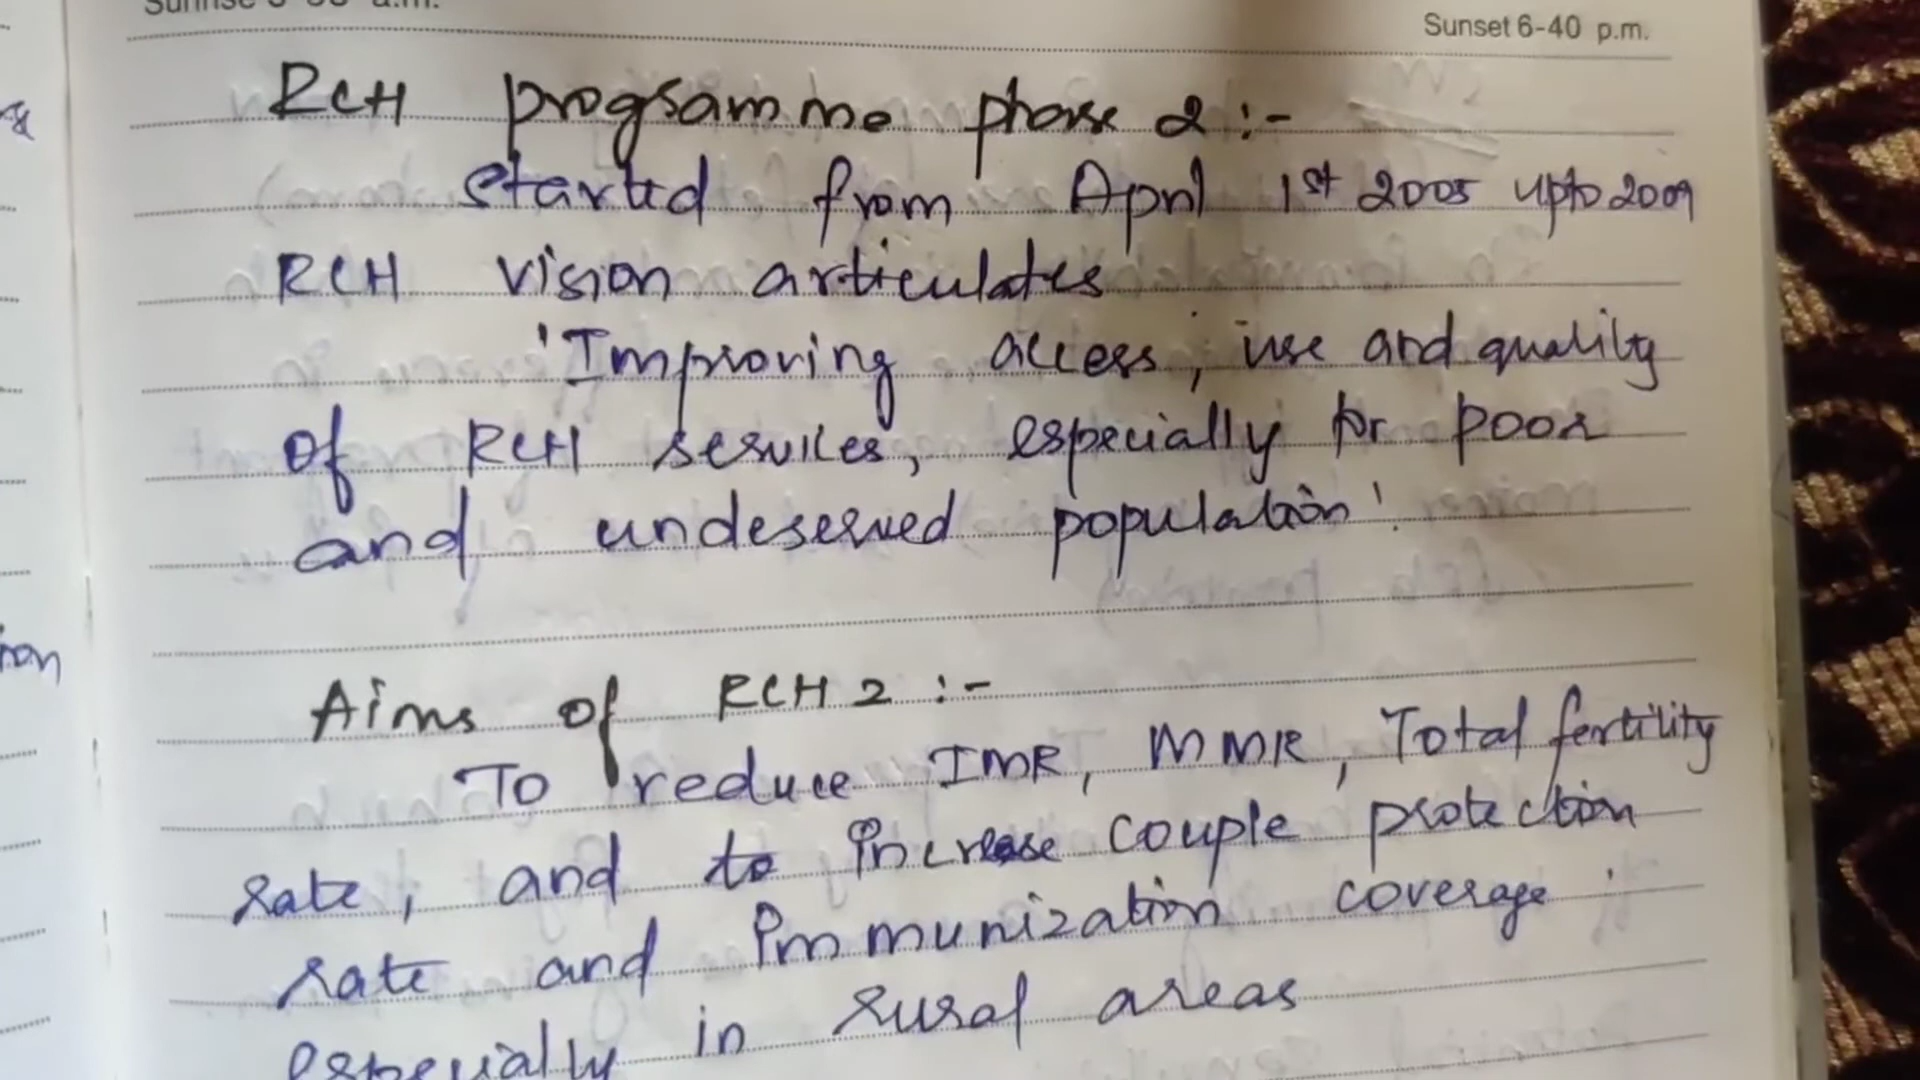 Sunset 6-40 p.m.
RCH programme phase 2 :-
started from April 1st 2005 upto 2009
RCH vision articulates
'Improving access, use and quality
of RCH services, especially for poor
and undeserved population'.
Aims of RCH 2 :-
To reduce IMR, MMR, Total fertility
rate, and to increase couple protection
rate and immunization coverage
especially in rural areas